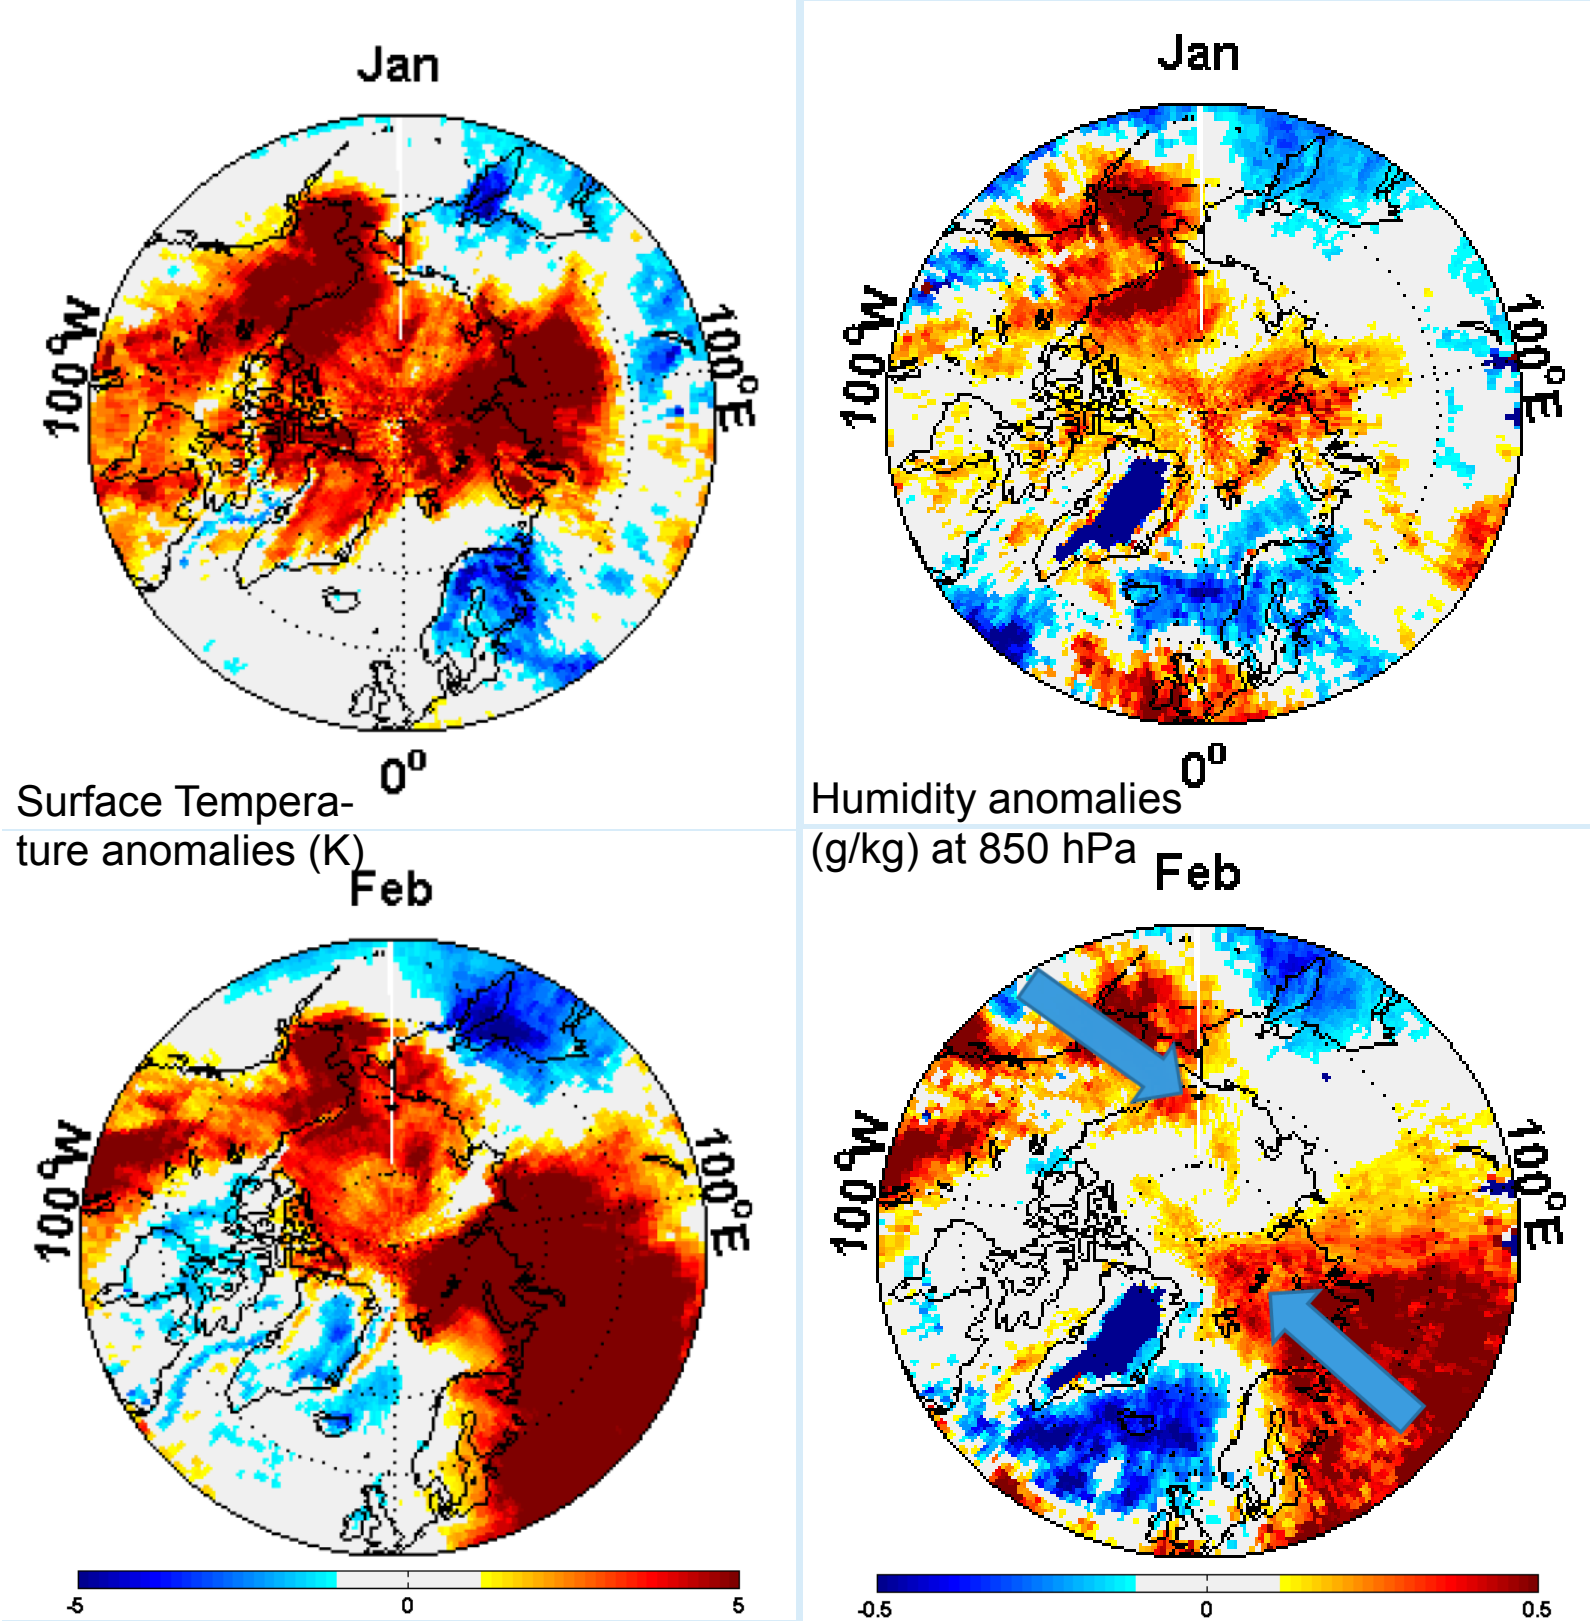 Jan
Jan
100°W
100°E
100°W
100°E
0°
0°
Surface Tempera-
ture anomalies (K)
Humidity anomalies
(g/kg) at 850 hPa
Feb
Feb
100°W
100°E
100°W
100°E
-5 0 5
-0.5 0 0.5